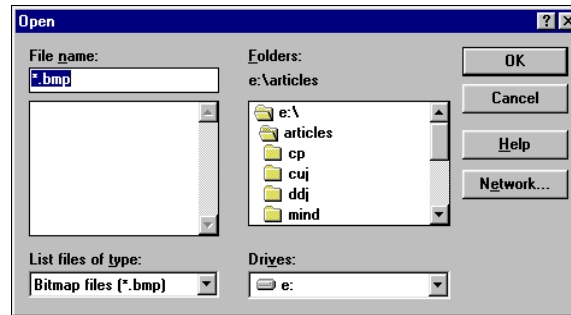 Open
File name:
*.bmp
Folders:
e:\articles
e:\
articles
cp
cuj
ddj
mind
List files of type:
Bitmap files (*.bmp)
Drives:
e:
OK
Cancel
Help
Network...